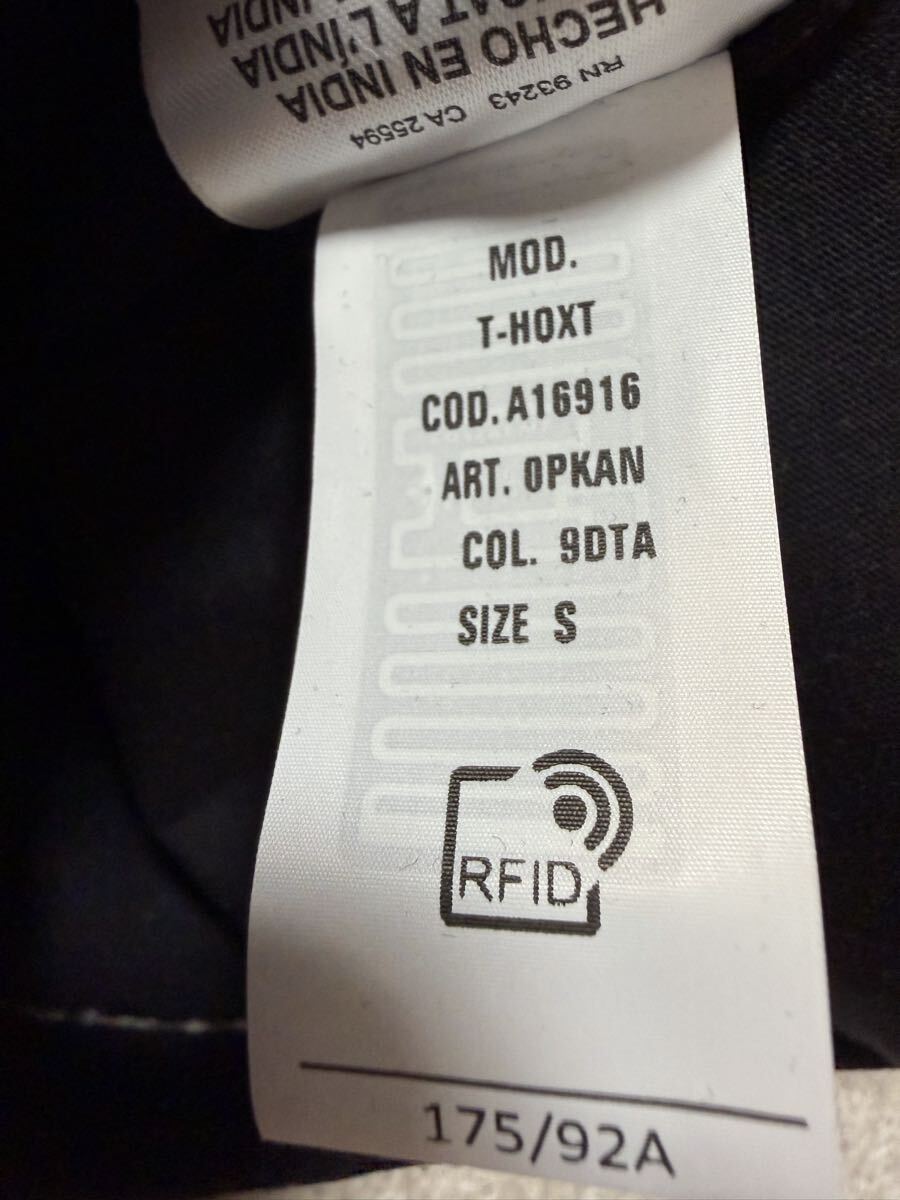 HECHO EN INDIA
RN 93243 CA 25594
MOD.
T-HOXT
COD. A16916
ART. 0PKAN
COL. 9DTA
SIZE S
RFID
175/92A